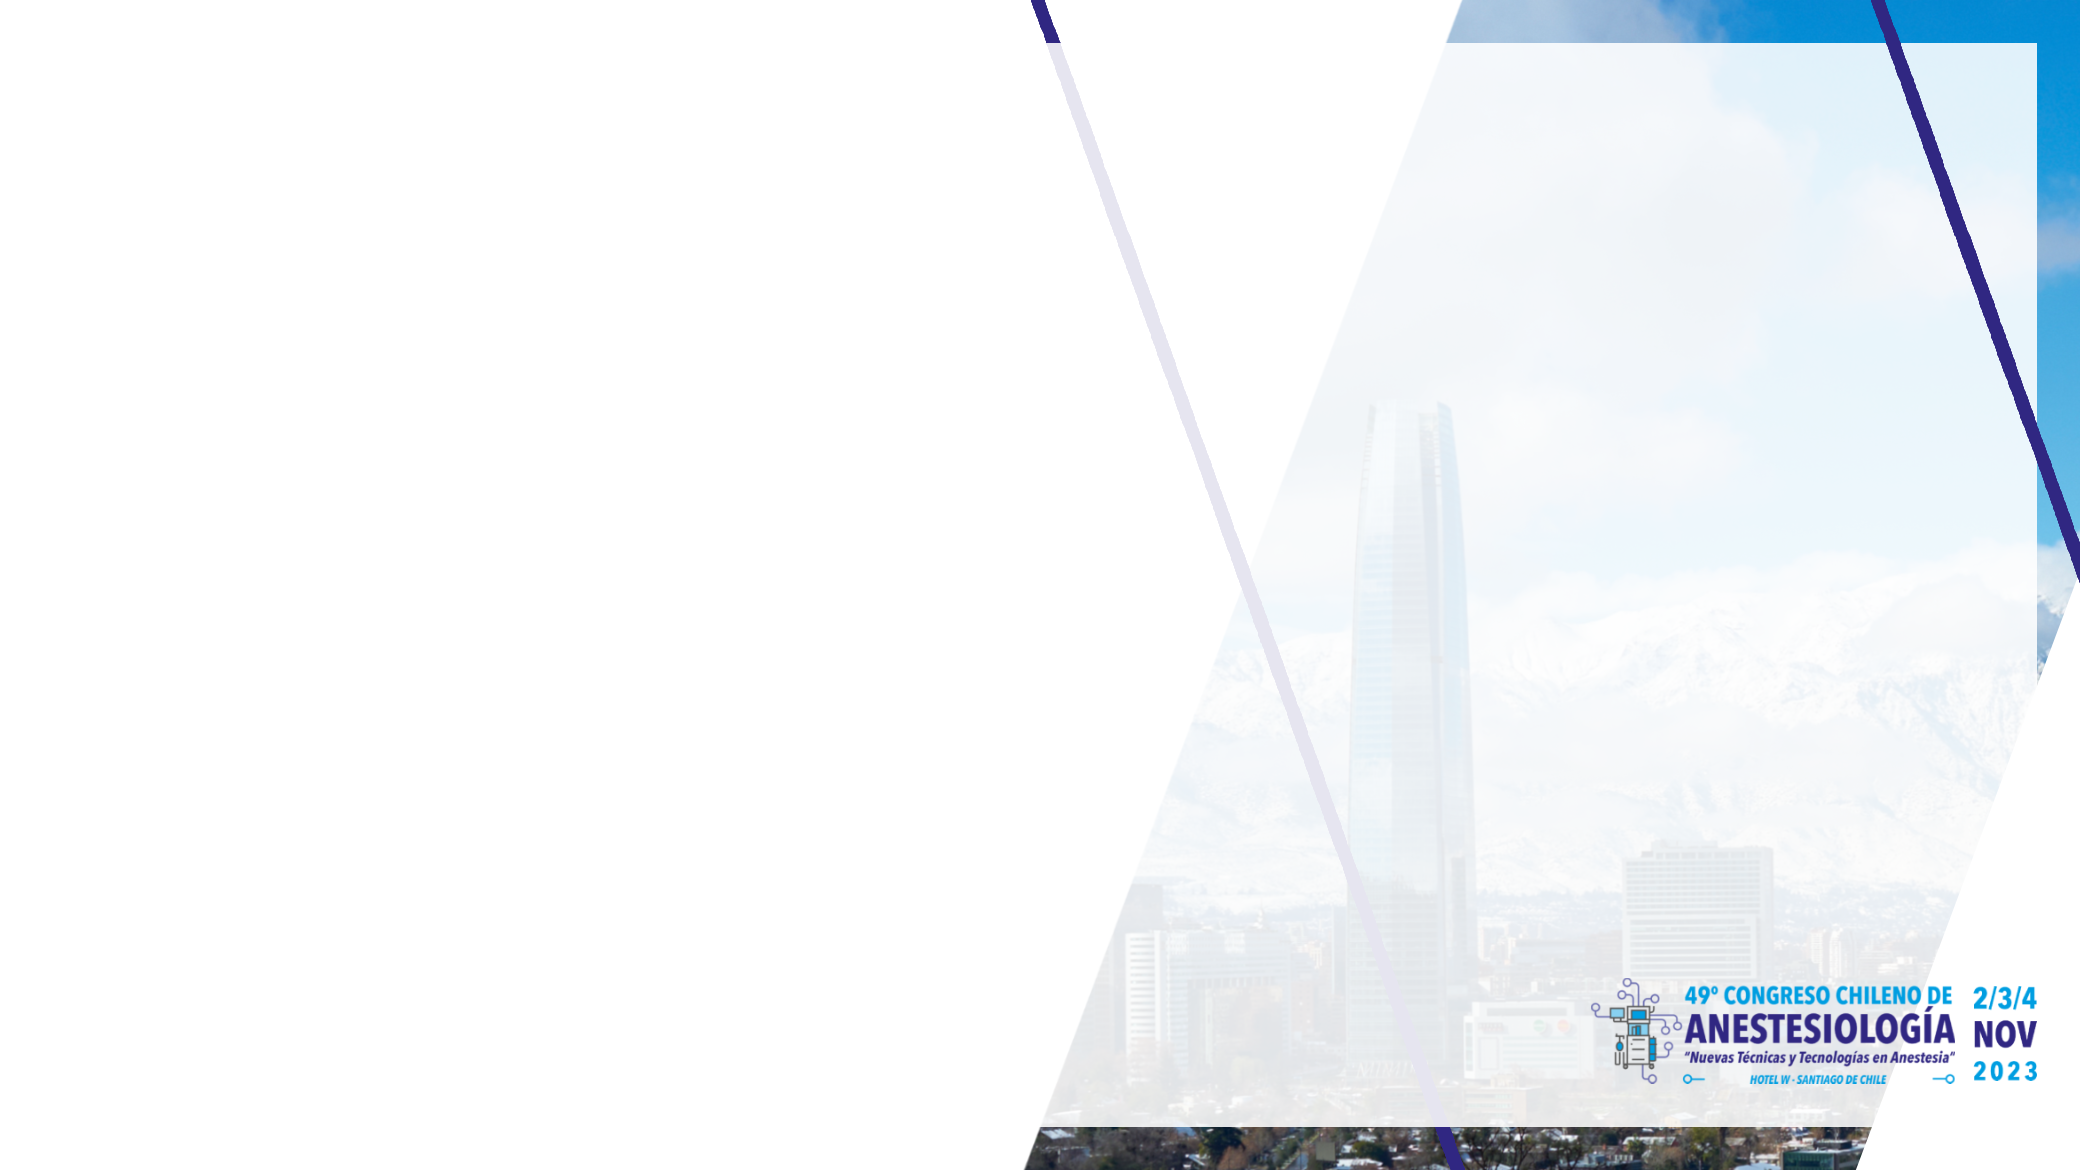 49º CONGRESO CHILENO DE
ANESTESIOLOGÍA
"Nuevas Técnicas y Tecnologías en Anestesia"
HOTEL W - SANTIAGO DE CHILE
2/3/4
NOV
2023